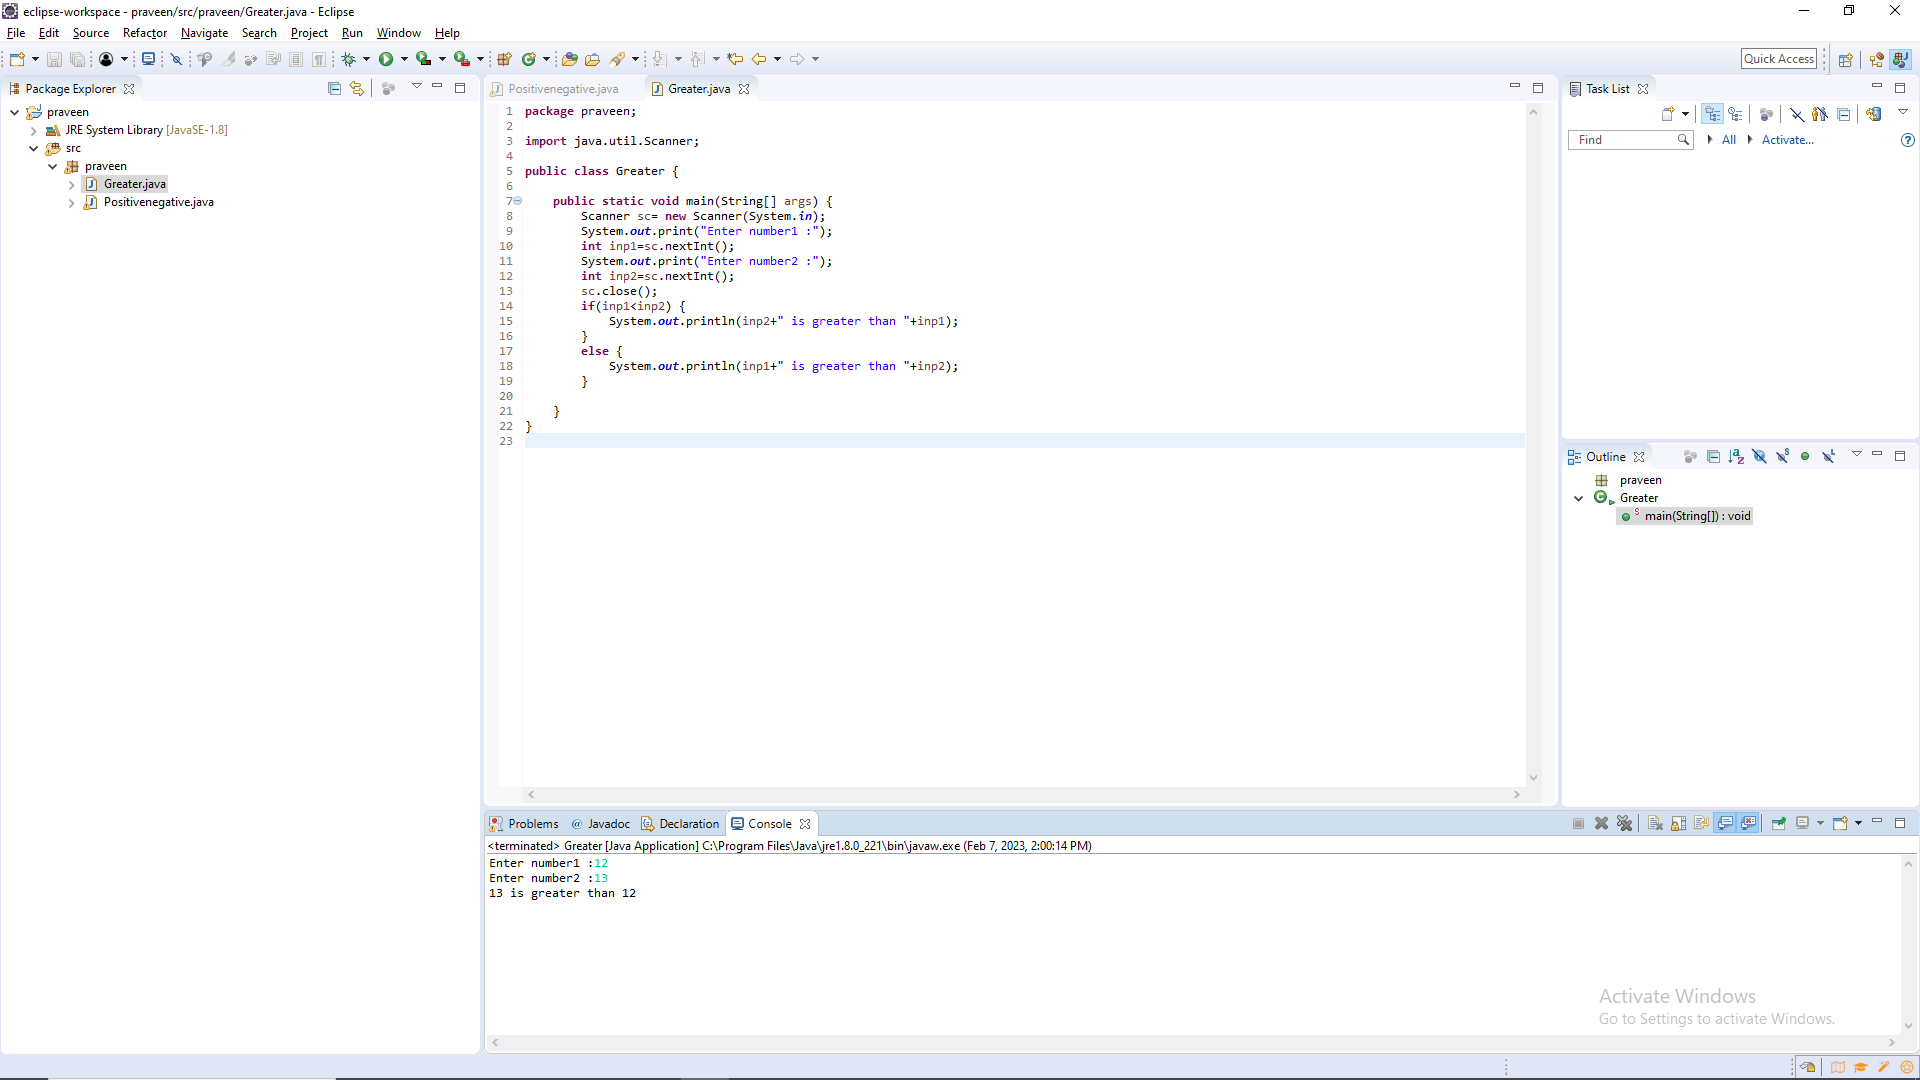 eclipse-workspace - praveen/src/praveen/Greater.java - Eclipse
File Edit Source Refactor Navigate Search Project Run Window Help
Quick Access
Package Explorer
praveen
JRE System Library [JavaSE-1.8]
src
praveen
Greater.java
Positivenegative.java
Positivenegative.java Greater.java
1 package praveen;
2
3 import java.util.Scanner;
4
5 public class Greater {
6
7 public static void main(String[] args) {
8 Scanner sc= new Scanner(System.in);
9 System.out.print("Enter number1 :");
10 int inp1=sc.nextInt();
11 System.out.print("Enter number2 :");
12 int inp2=sc.nextInt();
13 sc.close();
14 if(inp1<inp2) {
15 System.out.println(inp2+" is greater than "+inp1);
16 }
17 else {
18 System.out.println(inp1+" is greater than "+inp2);
19 }
20
21 }
22 }
23
Task List
Find All Activate...
Outline
praveen
Greater
main(String[]) : void
Problems @ Javadoc Declaration Console
<terminated> Greater [Java Application] C:\Program Files\Java\jre1.8.0_221\bin\javaw.exe (Feb 7, 2023, 2:00:14 PM)
Enter number1 :12
Enter number2 :13
13 is greater than 12
Activate Windows
Go to Settings to activate Windows.